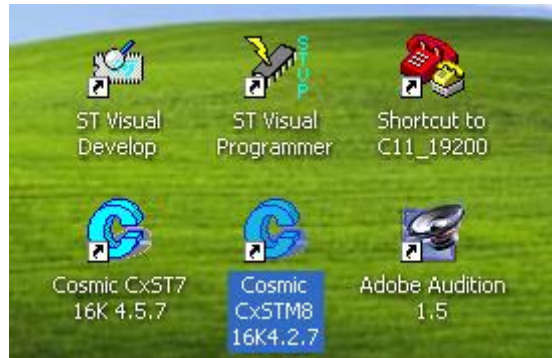 STVP
ST Visual
Develop
ST Visual
Programmer
Shortcut to
C11_19200
Cosmic CxST7
16K 4.5.7
Cosmic
CxSTM8
16K4.2.7
Adobe Audition
1.5